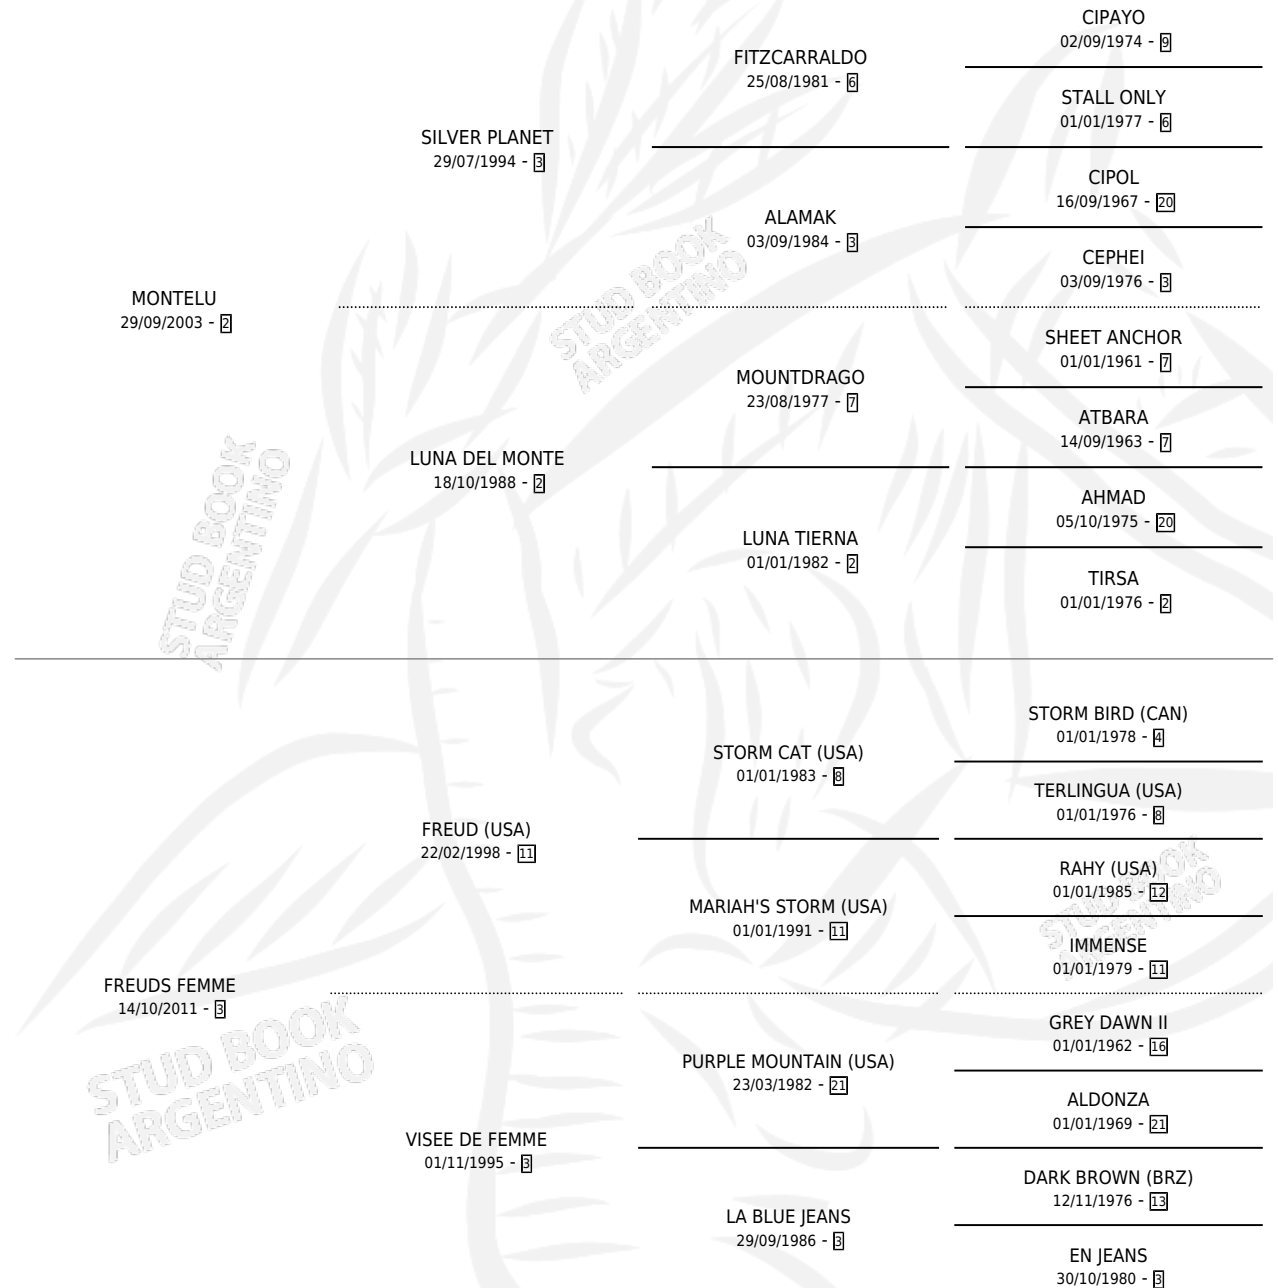 CIPAYO
02/09/1974 - 9
FITZCARRALDO
25/08/1981 - 6
STALL ONLY
01/01/1977 - 6
SILVER PLANET
29/07/1994 - 3
CIPOL
16/09/1967 - 20
ALAMAK
03/09/1984 - 3
CEPHEI
03/09/1976 - 3
MONTELU
29/09/2003 - 2
SHEET ANCHOR
01/01/1961 - 7
MOUNTDRAGO
23/08/1977 - 7
ATBARA
14/09/1963 - 7
LUNA DEL MONTE
18/10/1988 - 2
AHMAD
05/10/1975 - 20
LUNA TIERNA
01/01/1982 - 2
TIRSA
01/01/1976 - 2
STORM BIRD (CAN)
01/01/1978 - 4
STORM CAT (USA)
01/01/1983 - 8
TERLINGUA (USA)
01/01/1976 - 8
FREUD (USA)
22/02/1998 - 11
RAHY (USA)
01/01/1985 - 12
MARIAH'S STORM (USA)
01/01/1991 - 11
IMMENSE
01/01/1979 - 11
FREUDS FEMME
14/10/2011 - 3
GREY DAWN II
01/01/1962 - 16
PURPLE MOUNTAIN (USA)
23/03/1982 - 21
ALDONZA
01/01/1969 - 21
VISEE DE FEMME
01/11/1995 - 3
DARK BROWN (BRZ)
12/11/1976 - 13
LA BLUE JEANS
29/09/1986 - 3
EN JEANS
30/10/1980 - 3
STUD BOOK
ARGENTINO
STUD BOOK
ARGENTINO
STUD BOOK
ARGENTINO
STUD BOOK
ARGENTINO